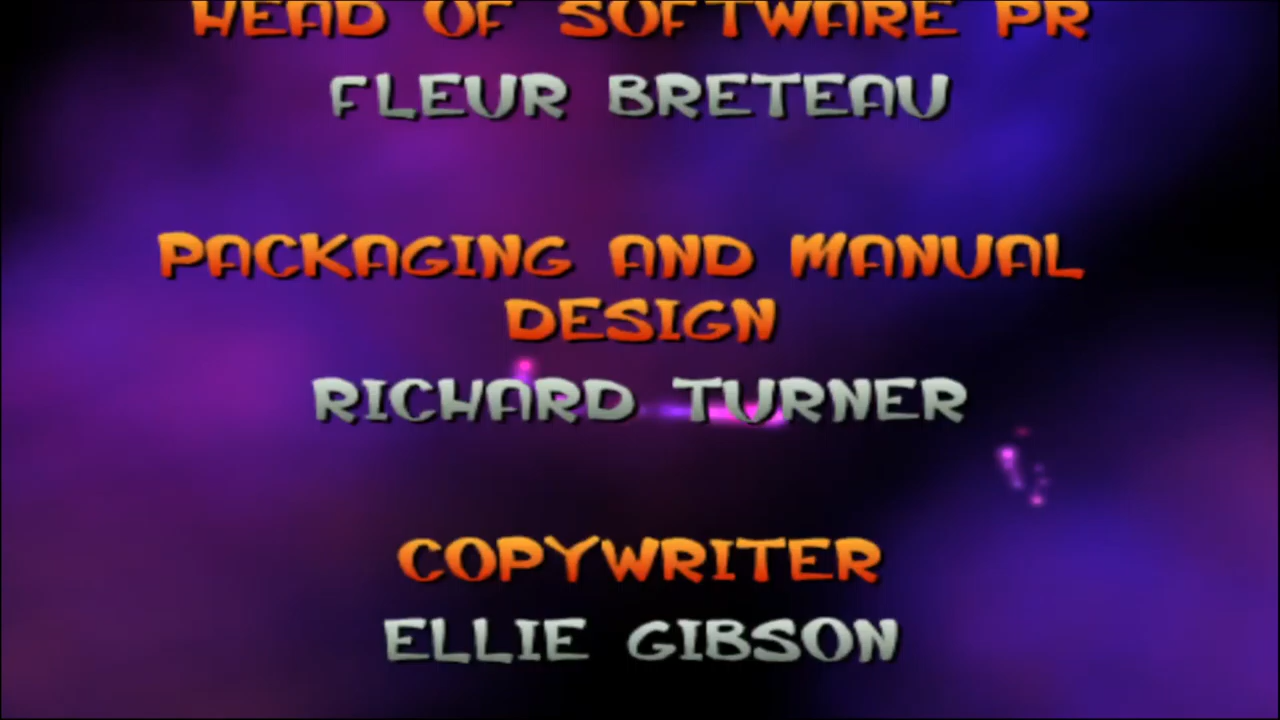 HEAD OF SOFTWARE PR
FLEUR BRETEAU
PACKAGING AND MANUAL
DESIGN
RICHARD TURNER
COPYWRITER
ELLIE GIBSON